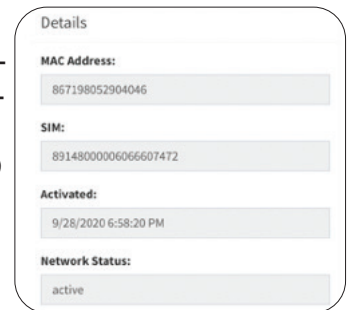 Details
MAC Address:
867198052904046
SIM:
89148000006066607472
Activated:
9/28/2020 6:58:20 PM
Network Status:
active